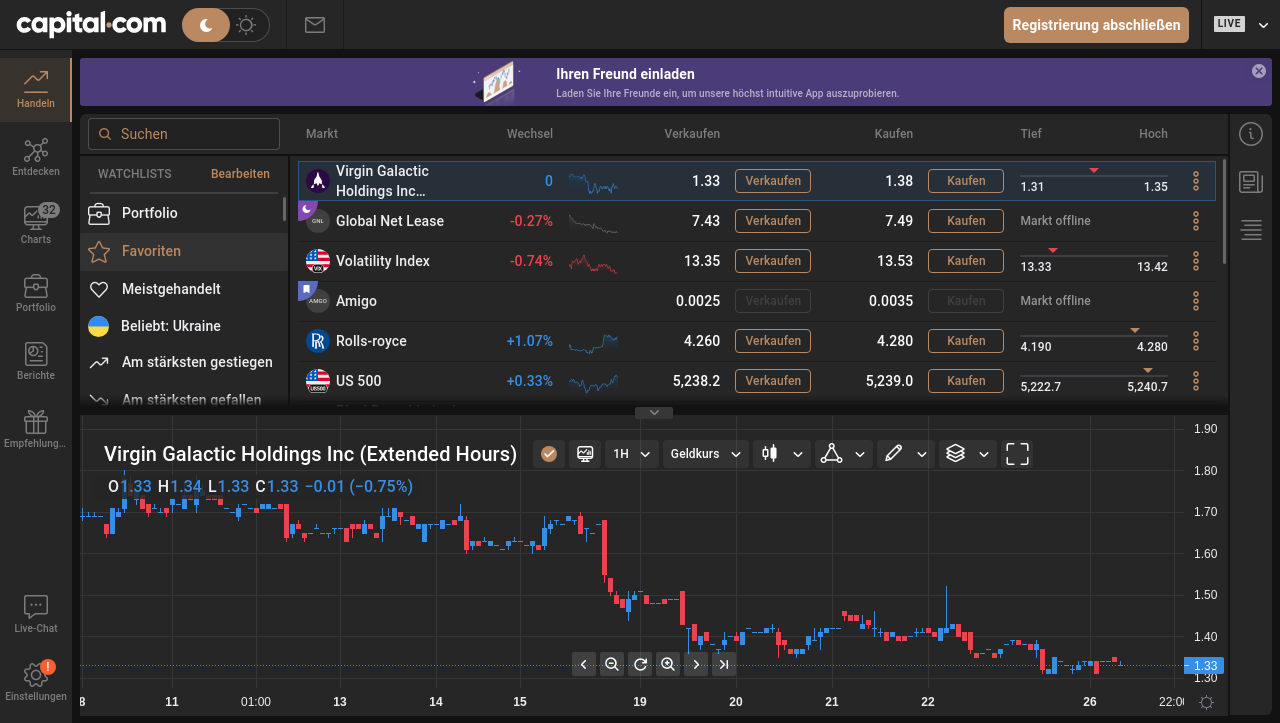 capital.com
Registrierung abschließen
LIVE
Ihren Freund einladen
Laden Sie Ihre Freunde ein, um unsere höchst intuitive App auszuprobieren.
Handeln
Entdecken
32
Charts
Portfolio
Berichte
Empfehlung...
Live-Chat
!
Einstellungen
Suchen
WATCHLISTS Bearbeiten
Portfolio
Favoriten
Meistgehandelt
Beliebt: Ukraine
Am stärksten gestiegen
Am stärksten gefallen
Markt Wechsel Verkaufen Kaufen Tief Hoch
Virgin Galactic
Holdings Inc... 0 1.33 Verkaufen 1.38 Kaufen 1.31 1.35
GNL Global Net Lease -0.27% 7.43 Verkaufen 7.49 Kaufen Markt offline
VIX Volatility Index -0.74% 13.35 Verkaufen 13.53 Kaufen 13.33 13.42
AMGO Amigo 0.0025 Verkaufen 0.0035 Kaufen Markt offline
Rolls-royce +1.07% 4.260 Verkaufen 4.280 Kaufen 4.190 4.280
US500 US 500 +0.33% 5,238.2 Verkaufen 5,239.0 Kaufen 5,222.7 5,240.7
Virgin Galactic Holdings Inc (Extended Hours) 1H Geldkurs
O1.33 H1.34 L1.33 C1.33 −0.01 (−0.75%)
1.90
1.80
1.70
1.60
1.50
1.40
1.33
1.30
8 11 01:00 13 14 15 19 20 21 22 26 22:00